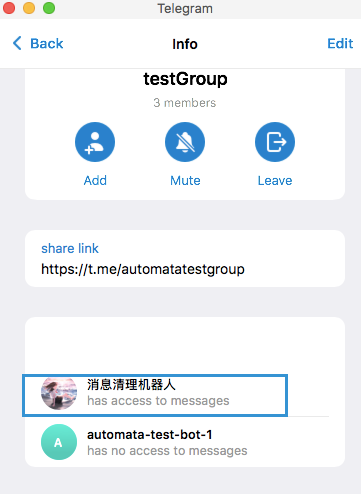 Telegram
Back
Info
Edit
testGroup
3 members
Add
Mute
Leave
share link
https://t.me/automatatestgroup
消息清理机器人
has access to messages
A
automata-test-bot-1
has no access to messages